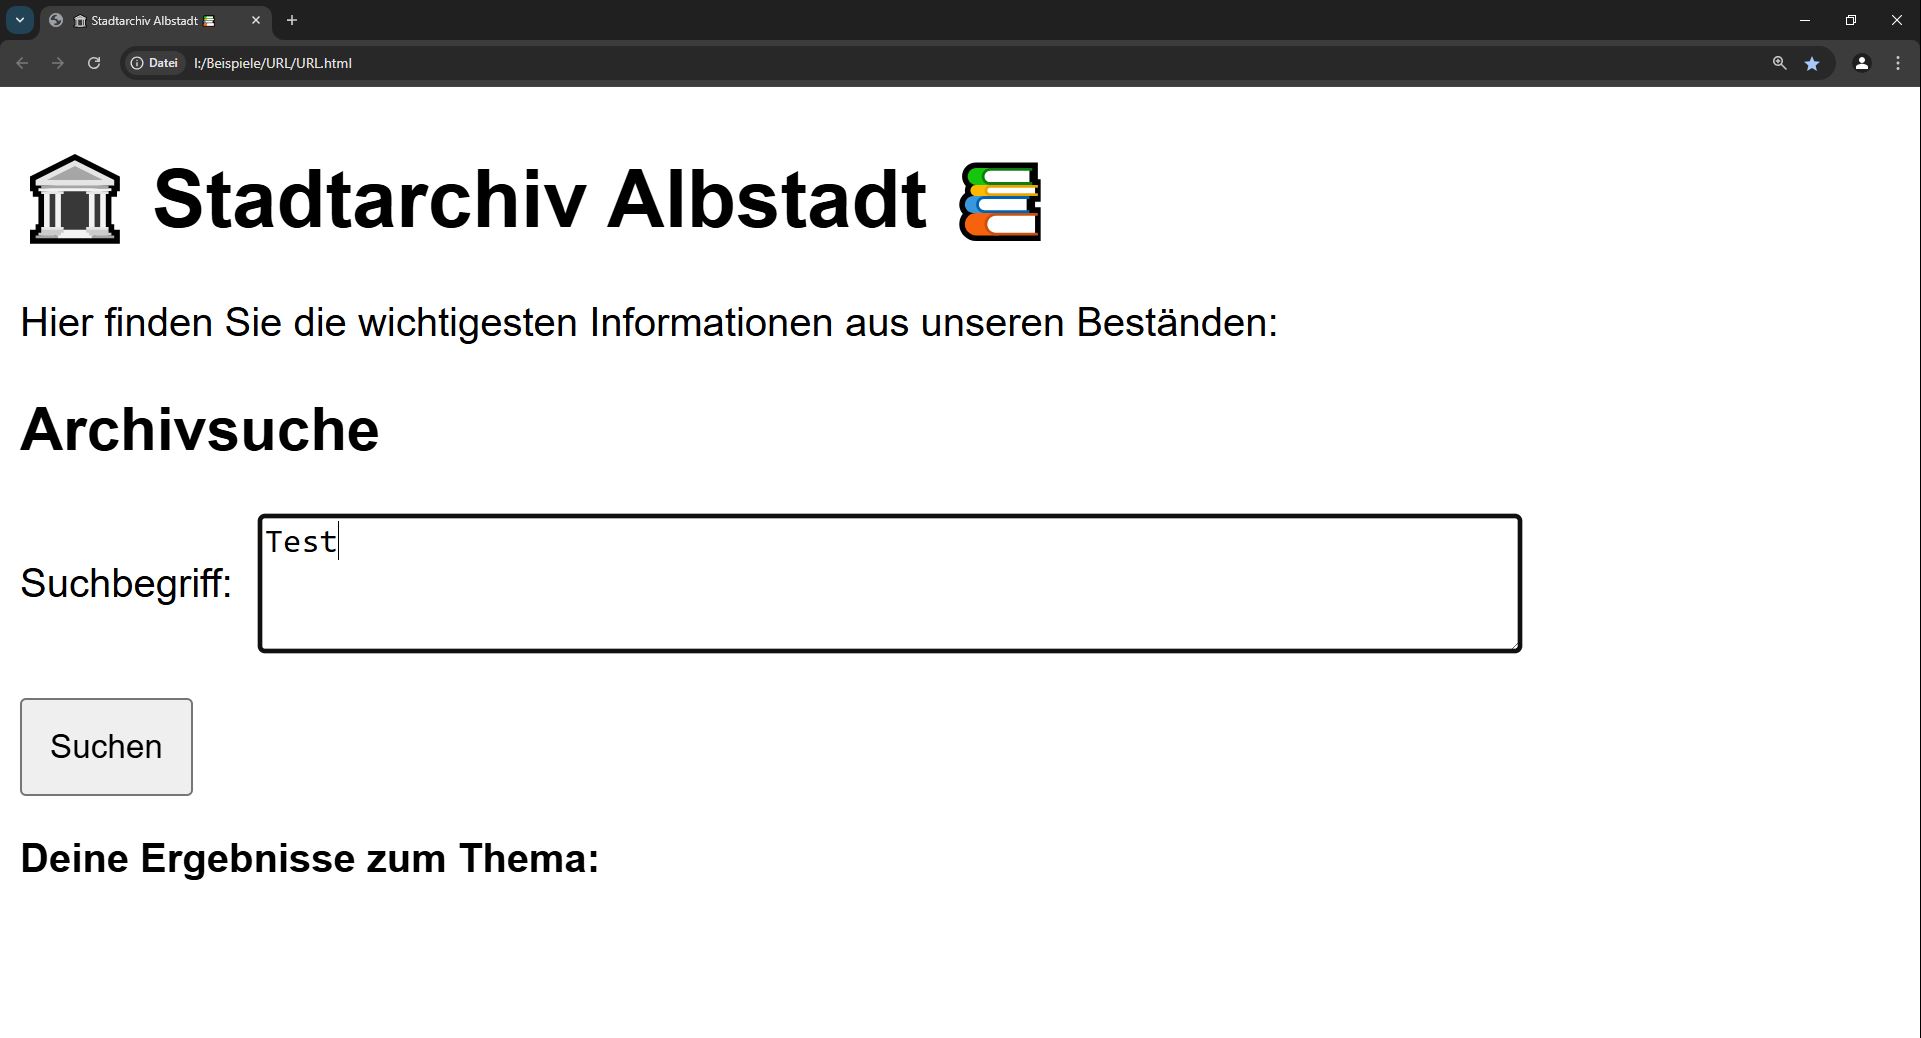 🏛️ Stadtarchiv Albstadt 📚
Datei I:/Beispiele/URL/URL.html
🏛️ Stadtarchiv Albstadt 📚
Hier finden Sie die wichtigesten Informationen aus unseren Beständen:
Archivsuche
Suchbegriff: Test
Suchen
Deine Ergebnisse zum Thema: